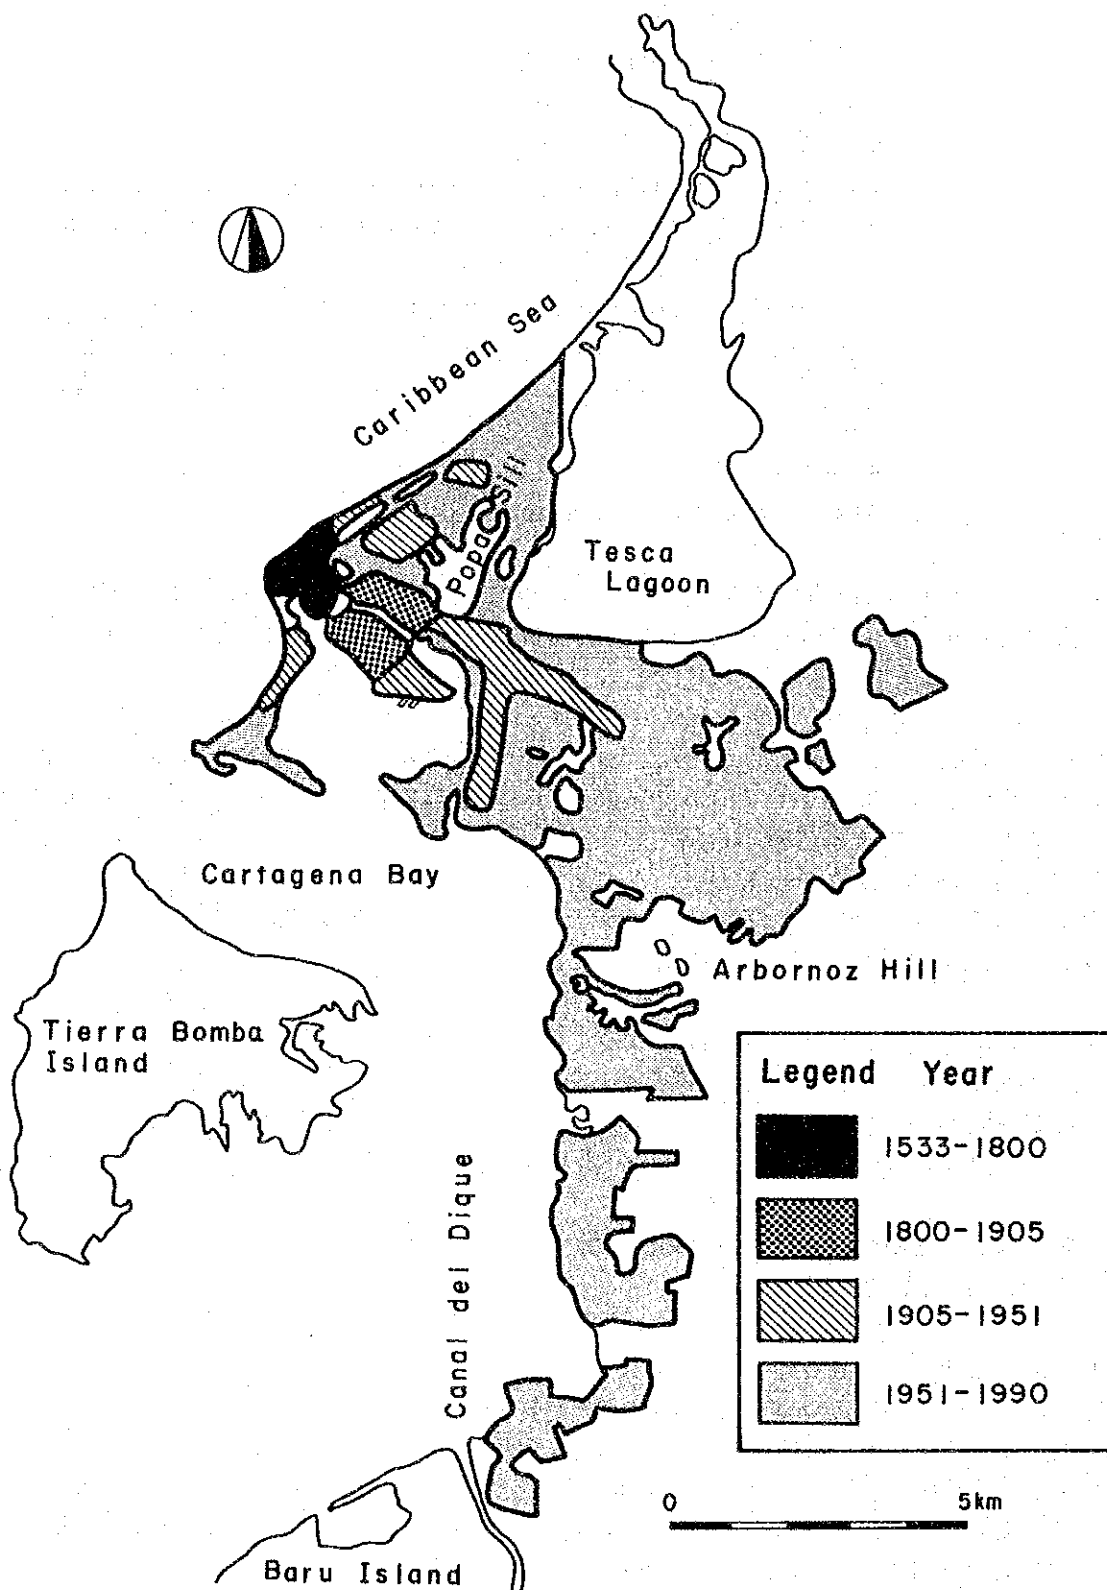 Caribbean Sea
Popa Sill
Tesca
Lagoon
Cartagena Bay
Arbornoz Hill
Tierra Bomba
Island
Canal del Dique
Legend Year
1533-1800
1800-1905
1905-1951
1951-1990
0 5km
Baru Island